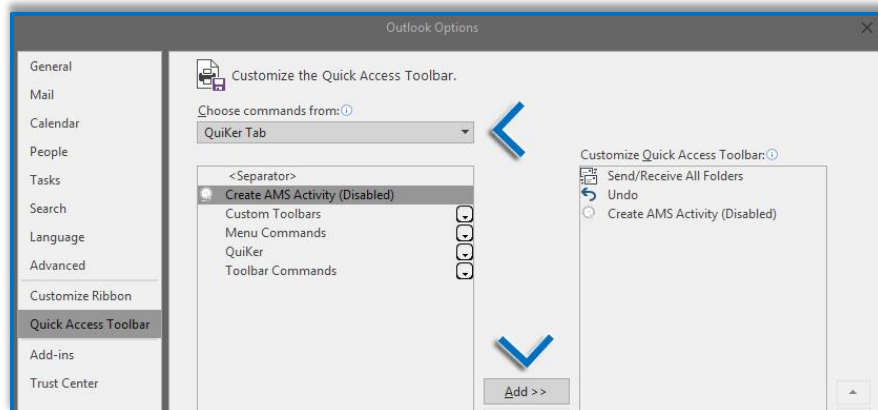 Outlook Options
General
Mail
Calendar
People
Tasks
Search
Language
Advanced
Customize Ribbon
Quick Access Toolbar
Add-ins
Trust Center
Customize the Quick Access Toolbar.
Choose commands from:
QuiKer Tab
<Separator>
Create AMS Activity (Disabled)
Custom Toolbars
Menu Commands
QuiKer
Toolbar Commands
Add >>
Customize Quick Access Toolbar:
Send/Receive All Folders
Undo
Create AMS Activity (Disabled)